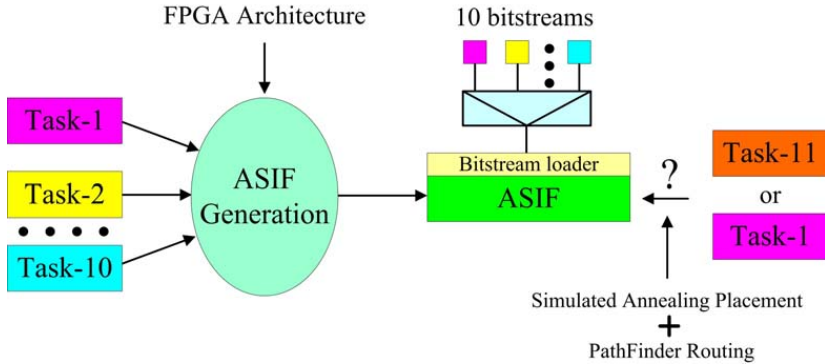 FPGA Architecture
10 bitstreams
Task-1
Task-2
Task-10
ASIF
Generation
Bitstream loader
ASIF
?
Task-11
or
Task-1
Simulated Annealing Placement
+
PathFinder Routing